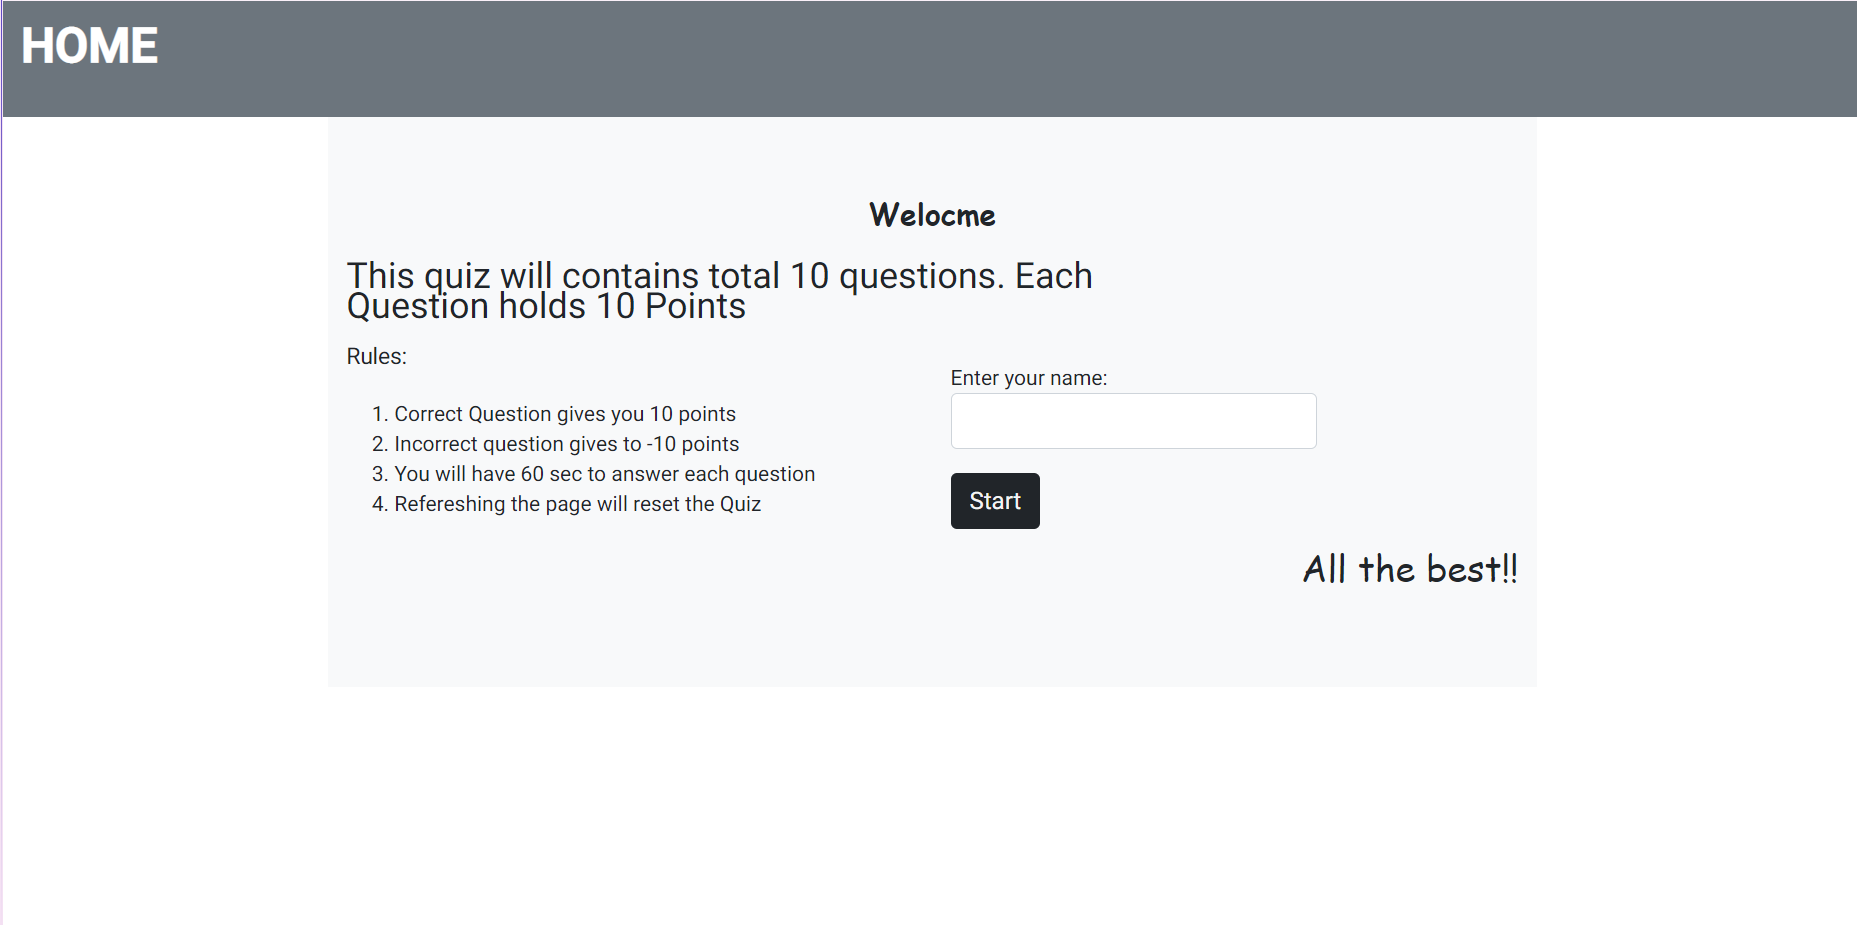 HOME
Welocme
This quiz will contains total 10 questions. Each
Question holds 10 Points
Rules:
1. Correct Question gives you 10 points
2. Incorrect question gives to -10 points
3. You will have 60 sec to answer each question
4. Refereshing the page will reset the Quiz
Enter your name:
Start
All the best!!